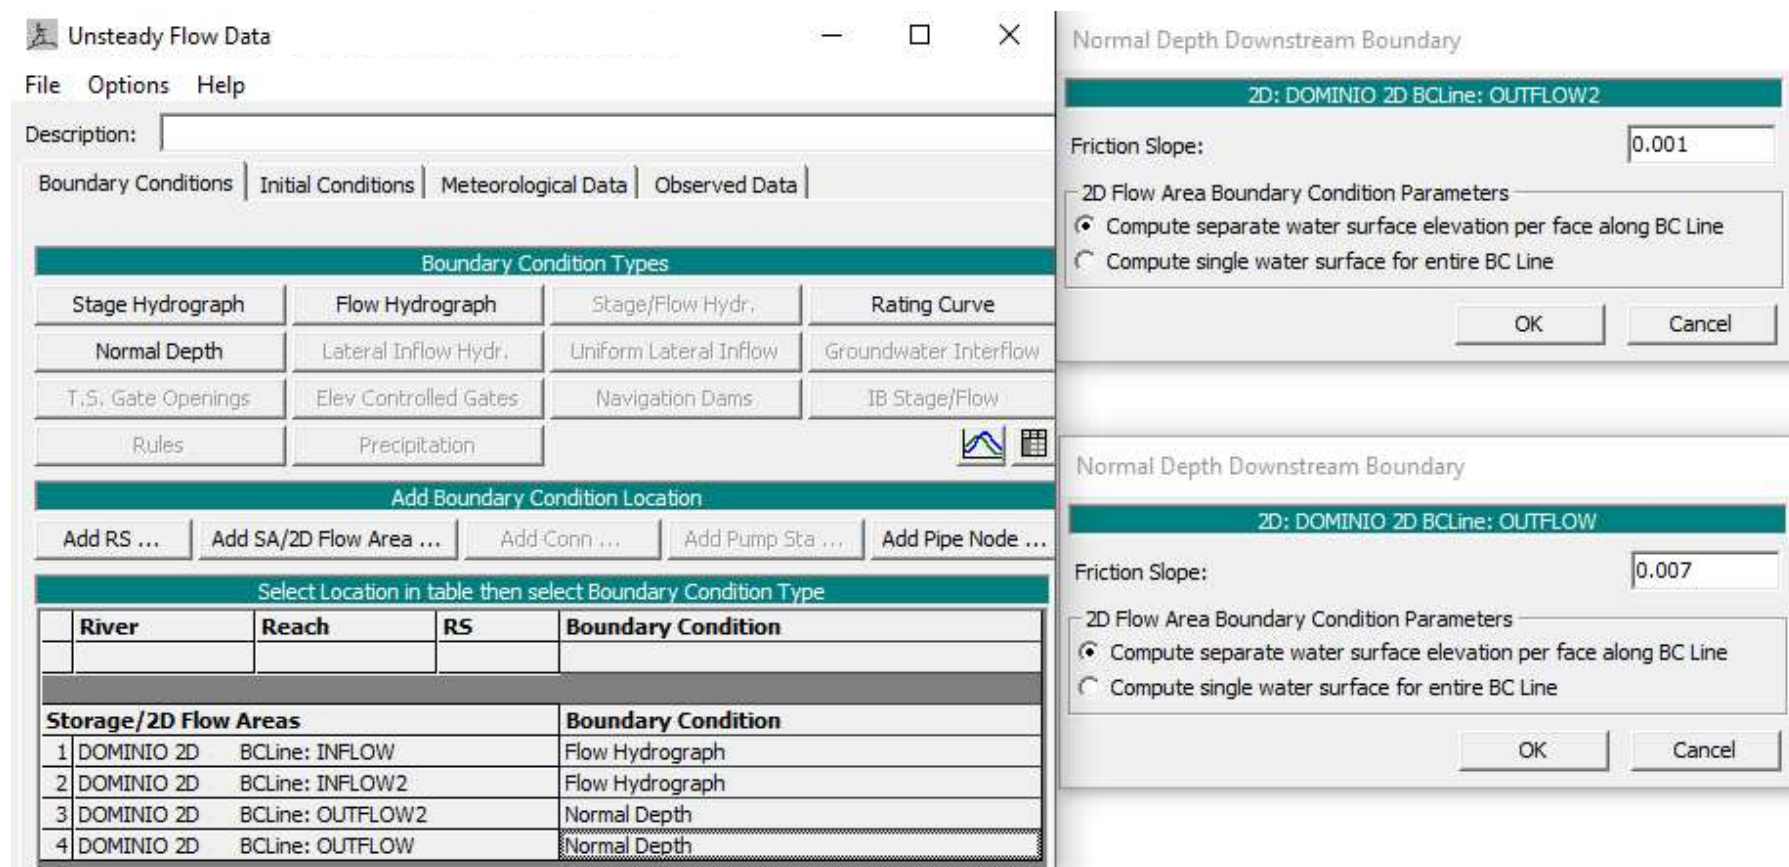 Unsteady Flow Data
File Options Help
Description:
Boundary Conditions Initial Conditions Meteorological Data Observed Data
Boundary Condition Types
Stage Hydrograph Flow Hydrograph Stage/Flow Hydr. Rating Curve
Normal Depth Lateral Inflow Hydr. Uniform Lateral Inflow Groundwater Interflow
T.S. Gate Openings Elev Controlled Gates Navigation Dams IB Stage/Flow
Rules Precipitation
Add Boundary Condition Location
Add RS ... Add SA/2D Flow Area ... Add Conn ... Add Pump Sta ... Add Pipe Node ...
Select Location in table then select Boundary Condition Type
River Reach RS Boundary Condition
Storage/2D Flow Areas Boundary Condition
1 DOMINIO 2D BCLine: INFLOW Flow Hydrograph
2 DOMINIO 2D BCLine: INFLOW2 Flow Hydrograph
3 DOMINIO 2D BCLine: OUTFLOW2 Normal Depth
4 DOMINIO 2D BCLine: OUTFLOW Normal Depth
Normal Depth Downstream Boundary
2D: DOMINIO 2D BCLine: OUTFLOW2
Friction Slope: 0.001
2D Flow Area Boundary Condition Parameters
Compute separate water surface elevation per face along BC Line
Compute single water surface for entire BC Line
OK Cancel
Normal Depth Downstream Boundary
2D: DOMINIO 2D BCLine: OUTFLOW
Friction Slope: 0.007
2D Flow Area Boundary Condition Parameters
Compute separate water surface elevation per face along BC Line
Compute single water surface for entire BC Line
OK Cancel